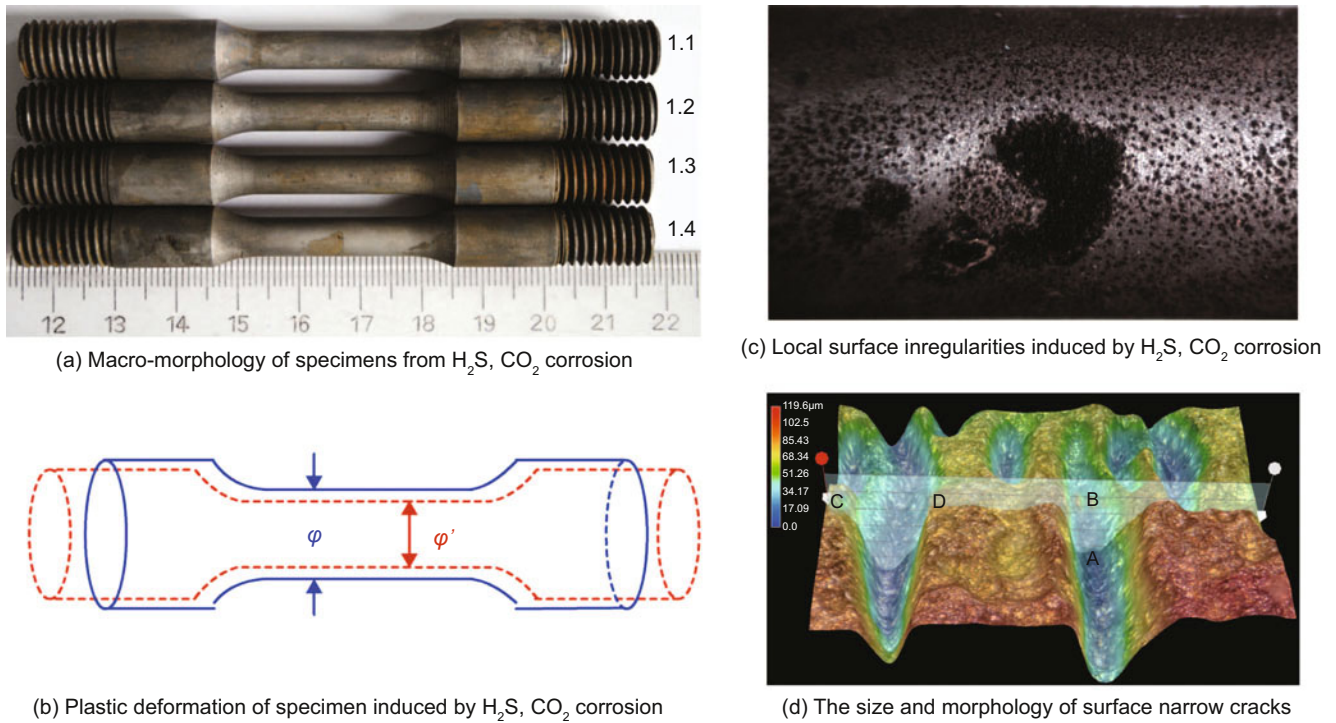 1.1
1.2
1.3
1.4
12 13 14 15 16 17 18 19 20 21 22
(a) Macro-morphology of specimens from H₂S, CO₂ corrosion
(c) Local surface inregularities induced by H₂S, CO₂ corrosion
φ φ’
(b) Plastic deformation of specimen induced by H₂S, CO₂ corrosion
119.6μm
102.5
85.43
68.34
51.26
34.17
17.09
0.0
C D B
A
(d) The size and morphology of surface narrow cracks